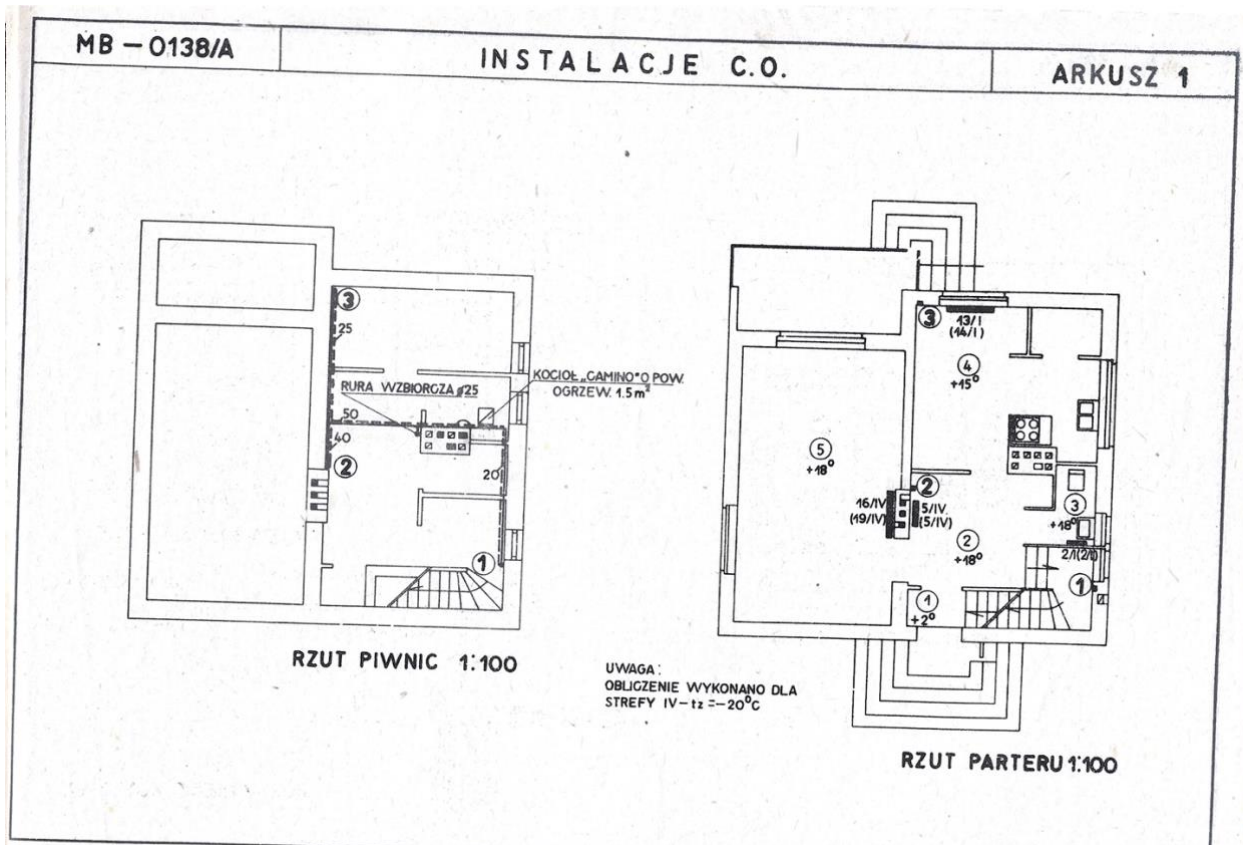 MB - 0138/A
INSTALACJE C.O.
ARKUSZ 1
3
25
RURA WZBIORCZA ø25
KOCIOŁ „CAMINO" O POW.
OGRZEW. 1.5 m²
50
40
2
20
1
RZUT PIWNIC 1:100
3
13/I
(14/I)
4
+15°
5
+18°
2
16/IV
(19/IV)
5/IV.
(5/IV)
3
+18°
2
+18°
2/I(2/I)
1
1
+2°
UWAGA:
OBLICZENIE WYKONANO DLA
STREFY IV - tz = -20°C
RZUT PARTERU 1:100